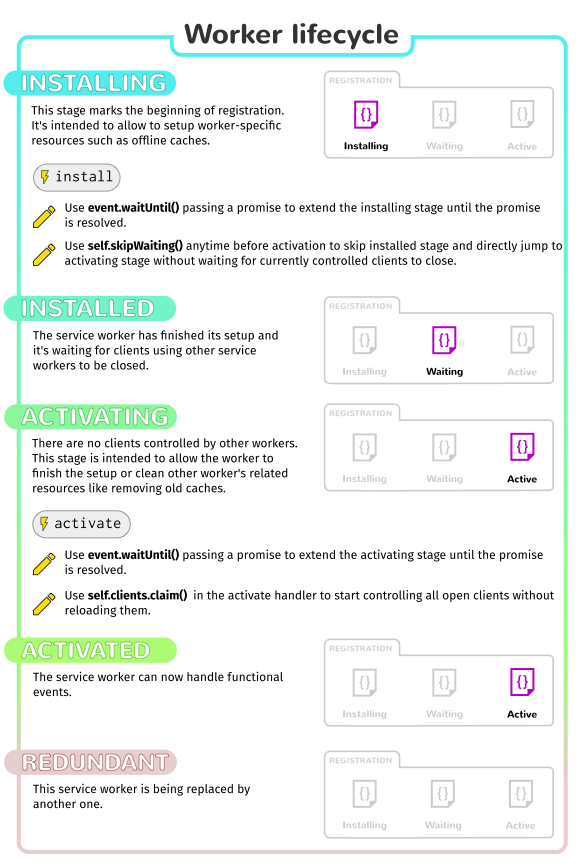 Worker lifecycle
INSTALLING
This stage marks the beginning of registration.
It's intended to allow to setup worker-specific
resources such as offline caches.
REGISTRATION
{}
{}
{}
Installing
Waiting
Active
install
Use event.waitUntil() passing a promise to extend the installing stage until the promise
is resolved.
Use self.skipWaiting() anytime before activation to skip installed stage and directly jump to
activating stage without waiting for currently controlled clients to close.
INSTALLED
The service worker has finished its setup and
it's waiting for clients using other service
workers to be closed.
REGISTRATION
{}
{}
{}
Installing
Waiting
Active
ACTIVATING
There are no clients controlled by other workers.
This stage is intended to allow the worker to
finish the setup or clean other worker's related
resources like removing old caches.
REGISTRATION
{}
{}
{}
Installing
Waiting
Active
activate
Use event.waitUntil() passing a promise to extend the activating stage until the promise
is resolved.
Use self.clients.claim() in the activate handler to start controlling all open clients without
reloading them.
ACTIVATED
The service worker can now handle functional
events.
REGISTRATION
{}
{}
{}
Installing
Waiting
Active
REDUNDANT
This service worker is being replaced by
another one.
REGISTRATION
{}
{}
{}
Installing
Waiting
Active